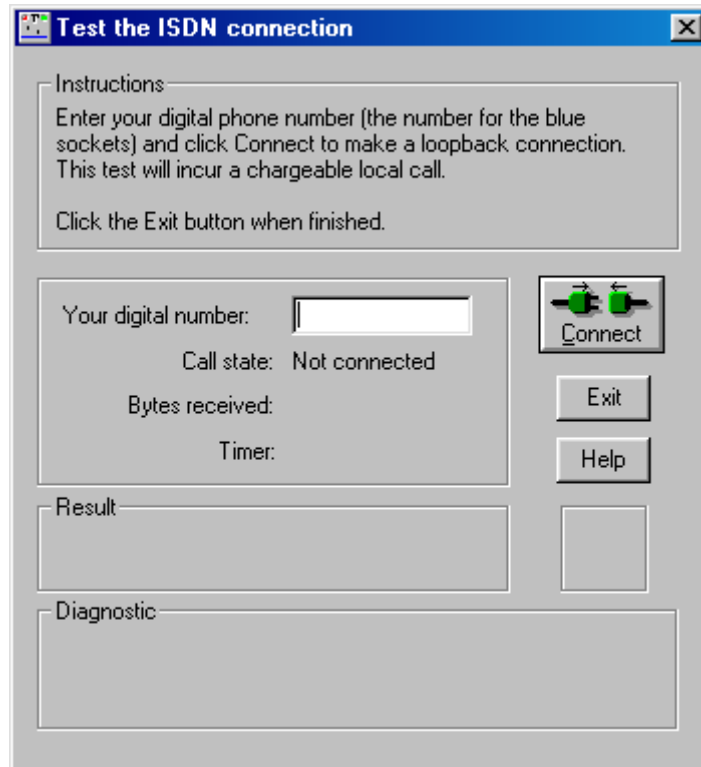 Test the ISDN connection
Instructions
Enter your digital phone number (the number for the blue
sockets) and click Connect to make a loopback connection.
This test will incur a chargeable local call.
Click the Exit button when finished.
Your digital number:
Connect
Call state: Not connected
Bytes received:
Exit
Timer:
Help
Result
Diagnostic